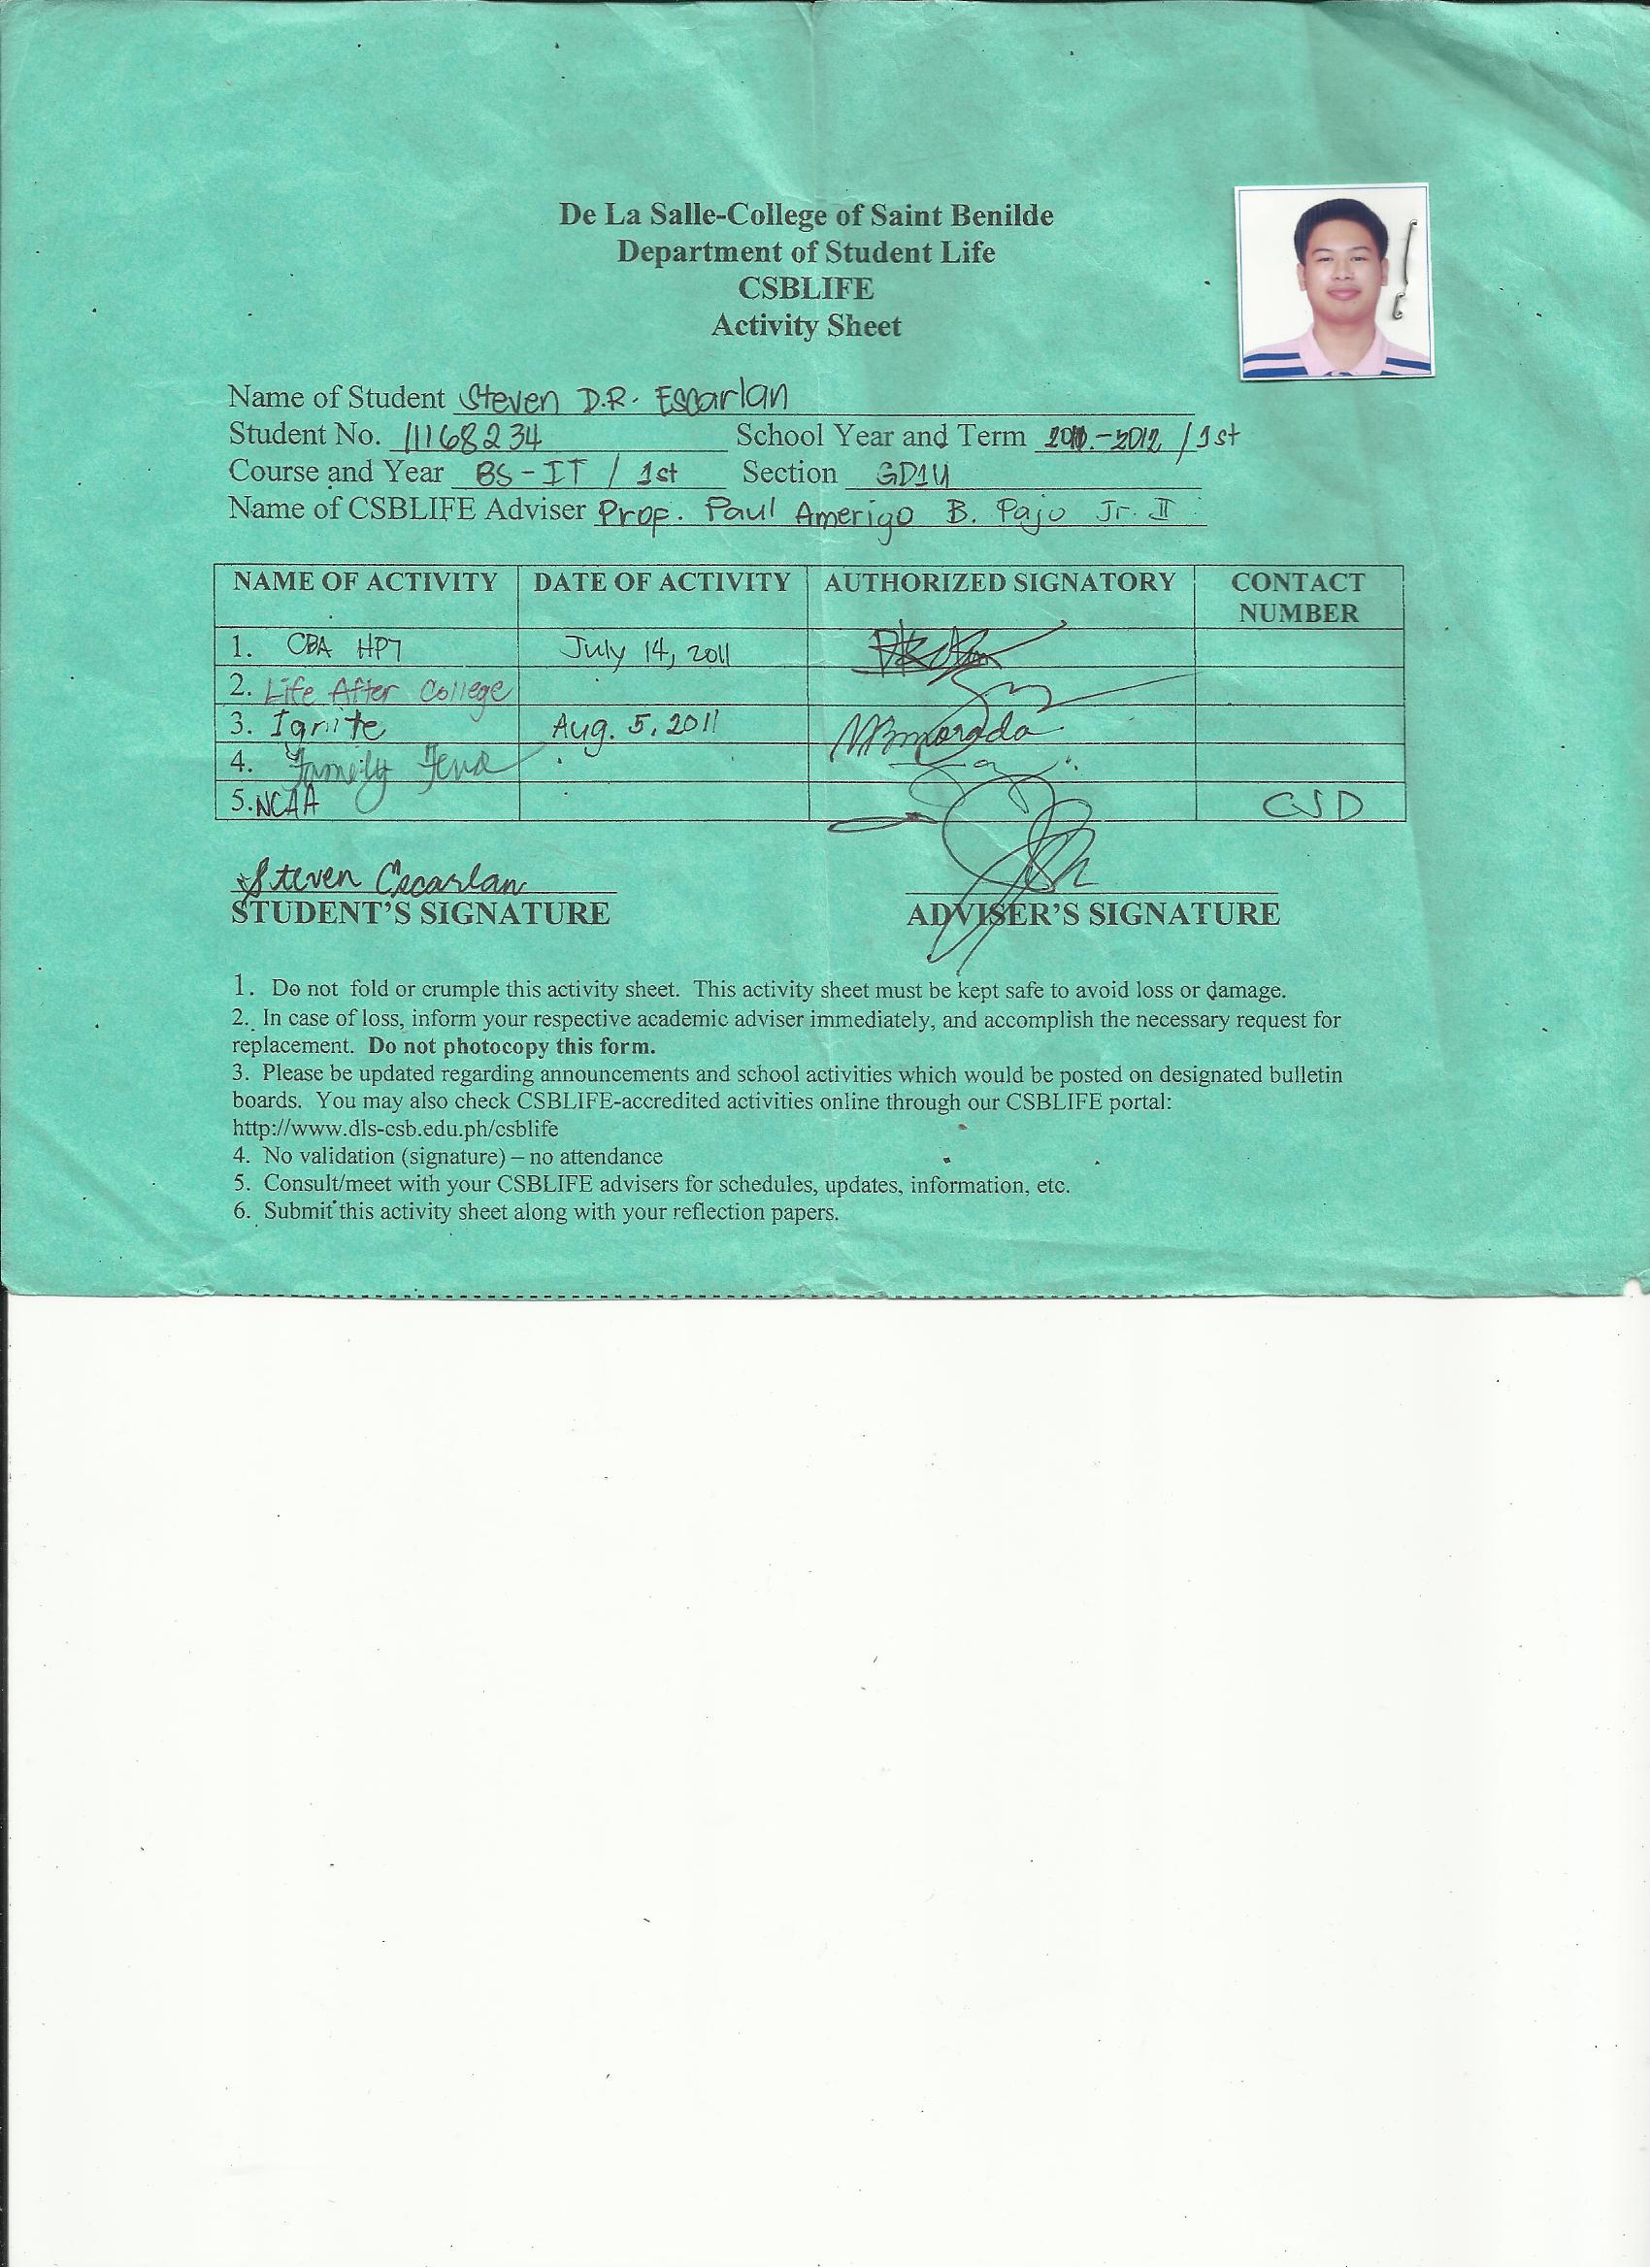 De La Salle-College of Saint Benilde
Department of Student Life
CSBLIFE
Activity Sheet
Name of Student Steven D.R. Escarlan
Student No. 11168234 School Year and Term -2012 / 1st
Course and Year BS-IT / 1st Section GD1U
Name of CSBLIFE Adviser Prof. Paul Amerigo B. Pajo Jr. II
NAME OF ACTIVITY DATE OF ACTIVITY AUTHORIZED SIGNATORY CONTACT NUMBER
1. CBA HP7 July 14, 2011
2. Life After College
3. Ignite Aug. 5, 2011
4. Family Feud
5. NCAA CSD
Steven Escarlan
STUDENT'S SIGNATURE ADVISER'S SIGNATURE
1. Do not fold or crumple this activity sheet. This activity sheet must be kept safe to avoid loss or damage.
2. In case of loss, inform your respective academic adviser immediately, and accomplish the necessary request for
replacement. Do not photocopy this form.
3. Please be updated regarding announcements and school activities which would be posted on designated bulletin
boards. You may also check CSBLIFE-accredited activities online through our CSBLIFE portal:
http://www.dls-csb.edu.ph/csblife
4. No validation (signature) – no attendance
5. Consult/meet with your CSBLIFE advisers for schedules, updates, information, etc.
6. Submit this activity sheet along with your reflection papers.